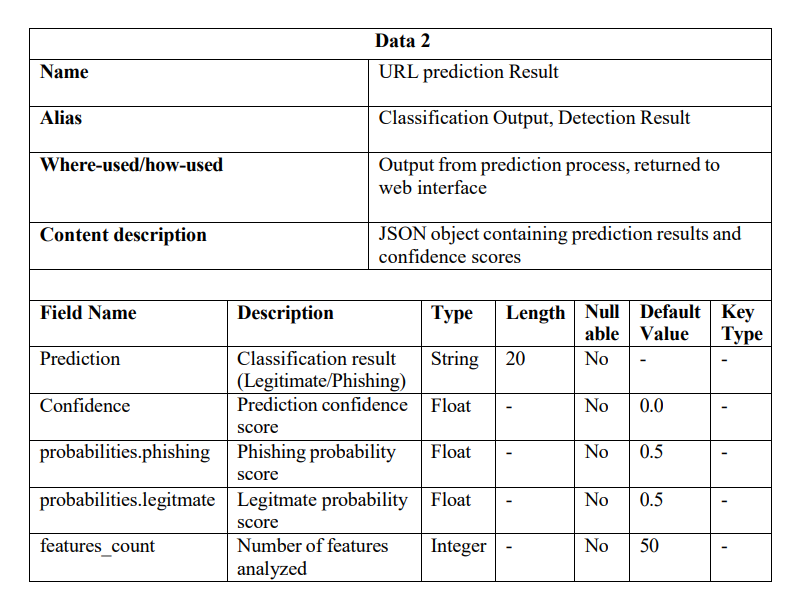 Data 2
Name URL prediction Result
Alias Classification Output, Detection Result
Where-used/how-used Output from prediction process, returned to
web interface
Content description JSON object containing prediction results and
confidence scores
Field Name Description Type Length Null Default Key
able Value Type
Prediction Classification result String 20 No - -
(Legitimate/Phishing)
Confidence Prediction confidence Float - No 0.0 -
score
probabilities.phishing Phishing probability Float - No 0.5 -
score
probabilities.legitmate Legitmate probability Float - No 0.5 -
score
features_count Number of features Integer - No 50 -
analyzed